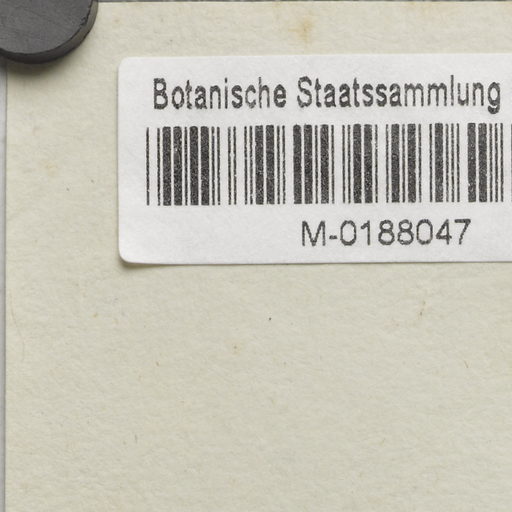 Botanische Staatssammlung
M-0188047